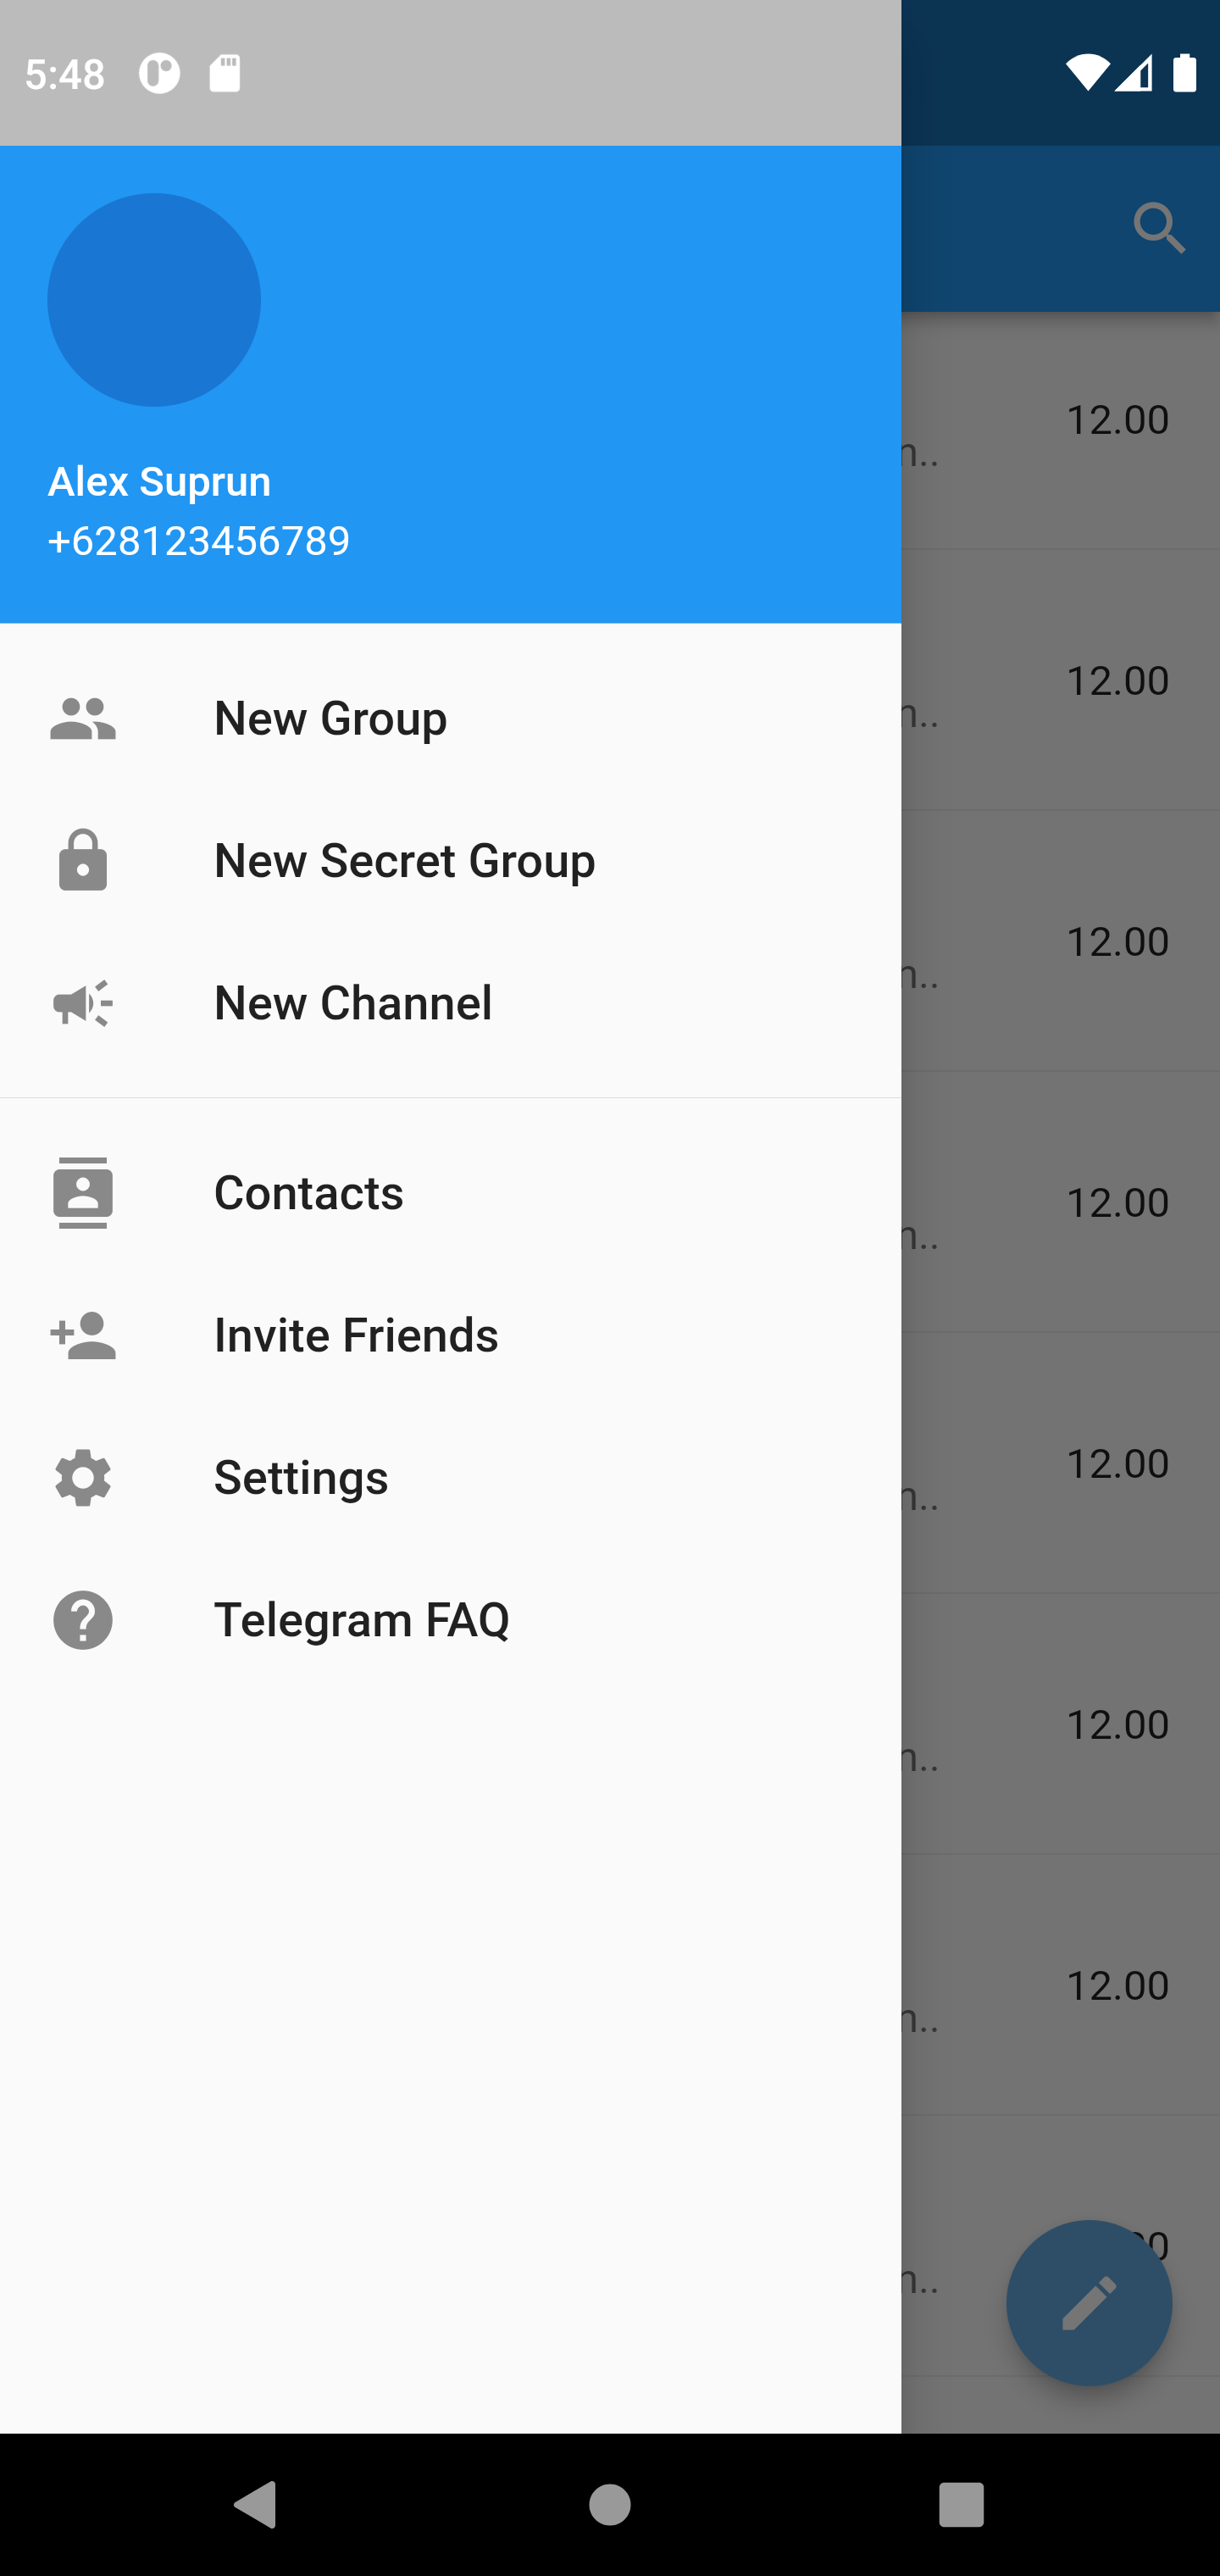 5:48
Alex Suprun
+628123456789
New Group
New Secret Group
New Channel
Contacts
Invite Friends
Settings
Telegram FAQ
12.00
n..
12.00
n..
12.00
n..
12.00
n..
12.00
n..
12.00
n..
12.00
n..
0
n..